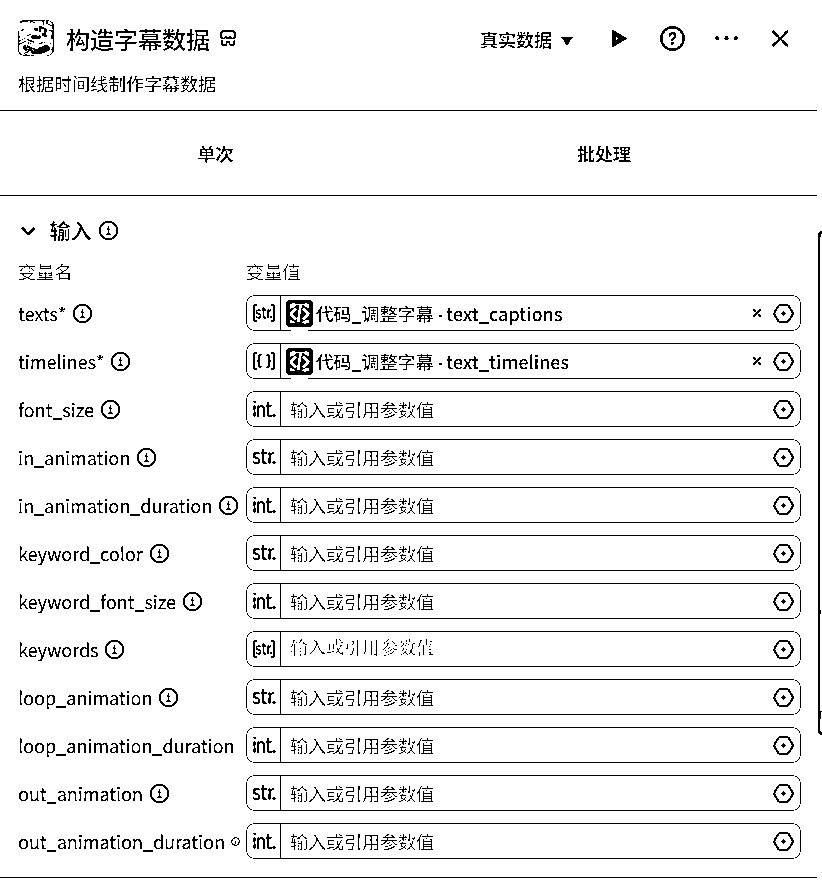 构造字幕数据
真实数据
根据时间线制作字幕数据
单次 批处理
输入
变量名 变量值
texts* [str] 代码_调整字幕 - text_captions
timelines* [{}] 代码_调整字幕 - text_timelines
font_size int. 输入或引用参数值
in_animation str. 输入或引用参数值
in_animation_duration int. 输入或引用参数值
keyword_color str. 输入或引用参数值
keyword_font_size int. 输入或引用参数值
keywords [str] 输入或引用参数值
loop_animation str. 输入或引用参数值
loop_animation_duration int. 输入或引用参数值
out_animation str. 输入或引用参数值
out_animation_duration int. 输入或引用参数值